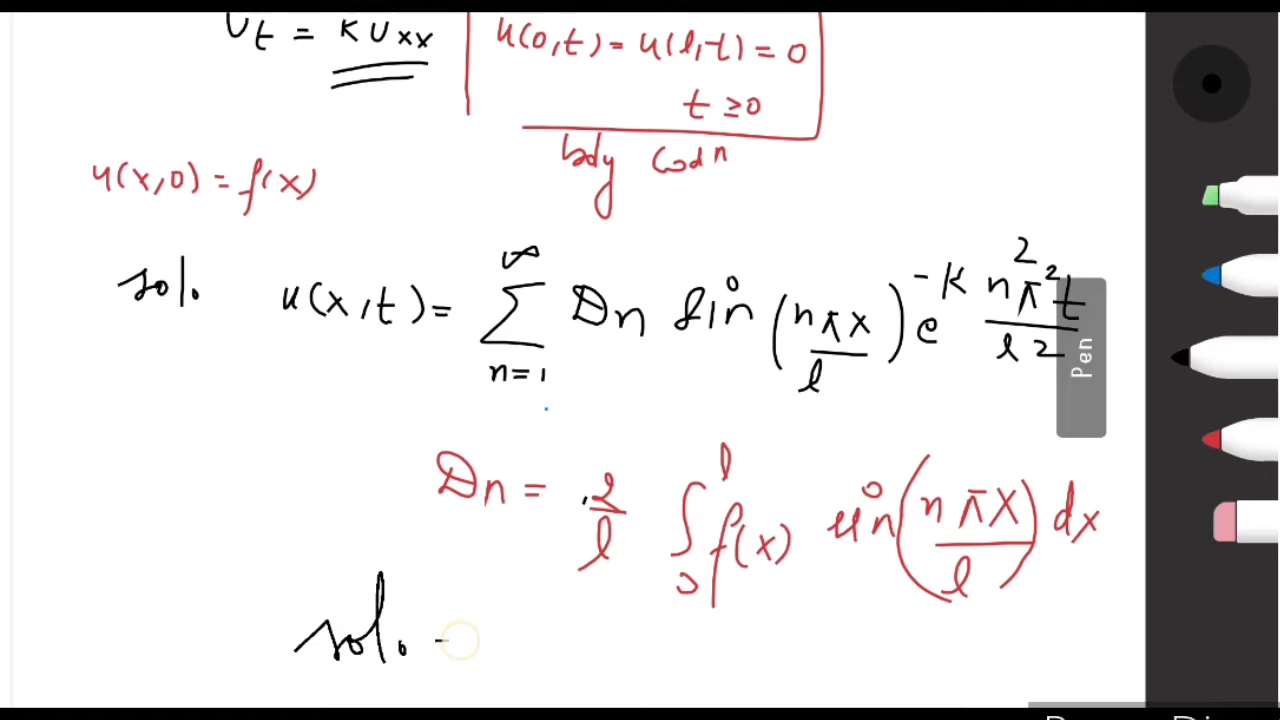 Ut = K Uxx
u(0,t) = u(l,t) = 0
t ≥ 0
bdy Codⁿ
u(x,0) = f(x)
sol. u(x,t) = ∑_{n=1}^{∞} Dn sin (nπx/l) e^{-K n²π²t/l²}
Dn = 2/l ∫_0^l f(x) sin (nπx/l) dx
sol. -
Pen